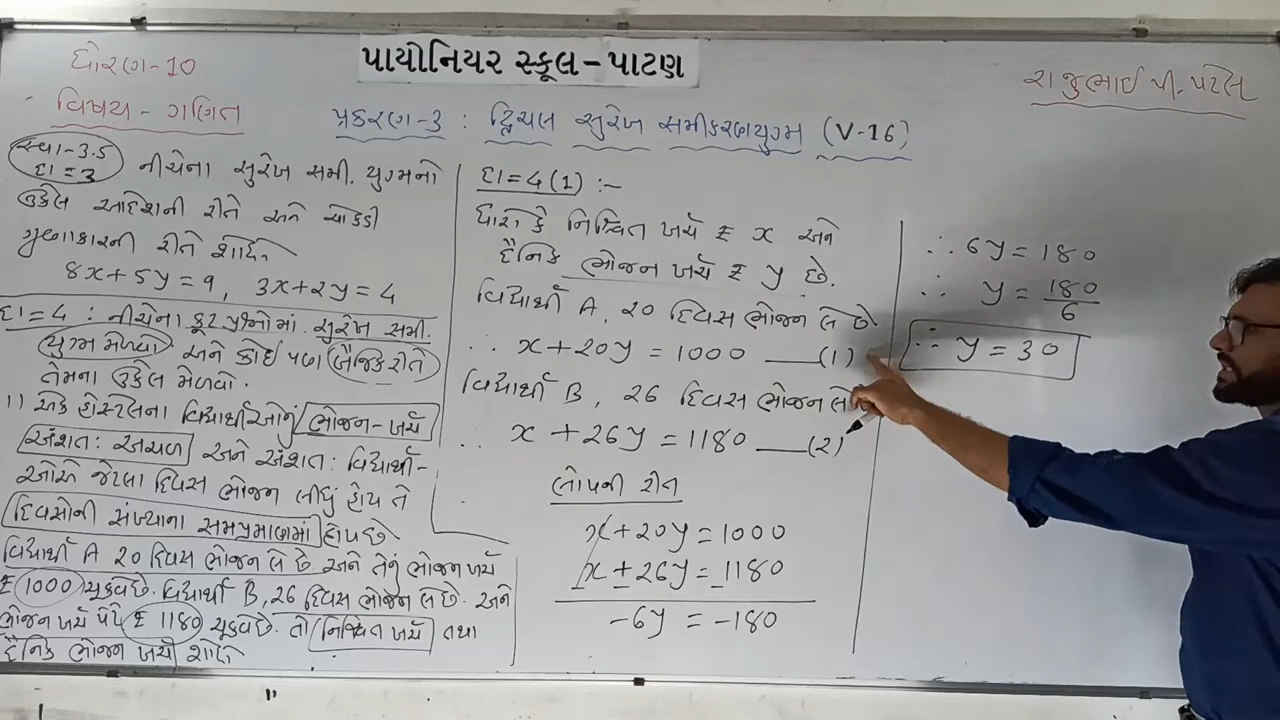 પાયોનિયર સ્કૂલ - પાટણ
ધોરણ-10
વિષય - ગણિત
રાજુભાઈ પી. પટેલ
પ્રકરણ-3 : દ્વિચલ સુરેખ સમીકરણયુગ્મ (V-16)
સ્વા-3.5
દા=3 નીચેના સુરેખ સમી. યુગ્મનો
ઉકેલ આદેશની રીતે અને ચોકડી
ગુણાકારની રીતે શોધો.
8x+5y=9, 3x+2y=4
દા=4 : નીચેના કૂટપ્રશ્નોમાં સુરેખ સમી.
યુગ્મ મેળવો અને કોઈ પણ બૈજિક રીતે
તેમના ઉકેલ મેળવો.
1) એક હોસ્ટેલના વિદ્યાર્થીઓનું ભોજન-ખર્ચ
અંશત: અચળ અને અંશત: વિદ્યાર્થી-
ઓએ જેટલા દિવસ ભોજન લીધું હોય તે
દિવસોની સંખ્યાના સમપ્રમાણમાં હોય છે
વિદ્યાર્થી A 20 દિવસ ભોજન લે છે. અને તેનું ભોજન ખર્ચ
₹ 1000 ચૂકવે છે. વિદ્યાર્થી B, 26 દિવસ ભોજન લે છે. અને
ભોજન ખર્ચ પેટે ₹ 1180 ચૂકવે છે. તો નિશ્ચિત ખર્ચ તથા
દૈનિક ભોજન ખર્ચ શોધો
દા=4(1) :-
ધારો કે નિશ્ચિત ખર્ચ ₹ x અને
દૈનિક ભોજન ખર્ચ ₹ y છે.
વિદ્યાર્થી A, 20 દિવસ ભોજન લે છે
∴ x+20y = 1000 ___(1)
વિદ્યાર્થી B, 26 દિવસ ભોજન લે
∴ x + 26y = 1180 ___(2)
લોપની રીત
x+20y = 1000
x+26y = 1180
- - -
-6y = -180
∴ 6y = 180
∴ y = 180/6
∴ y = 30